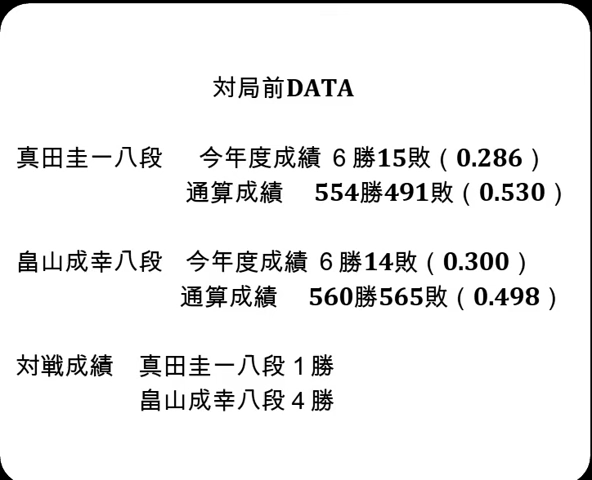 対局前DATA
真田圭一八段 今年度成績 6勝15敗(0.286)
通算成績 554勝491敗(0.530)
畠山成幸八段 今年度成績 6勝14敗(0.300)
通算成績 560勝565敗(0.498)
対戦成績 真田圭一八段1勝
畠山成幸八段4勝